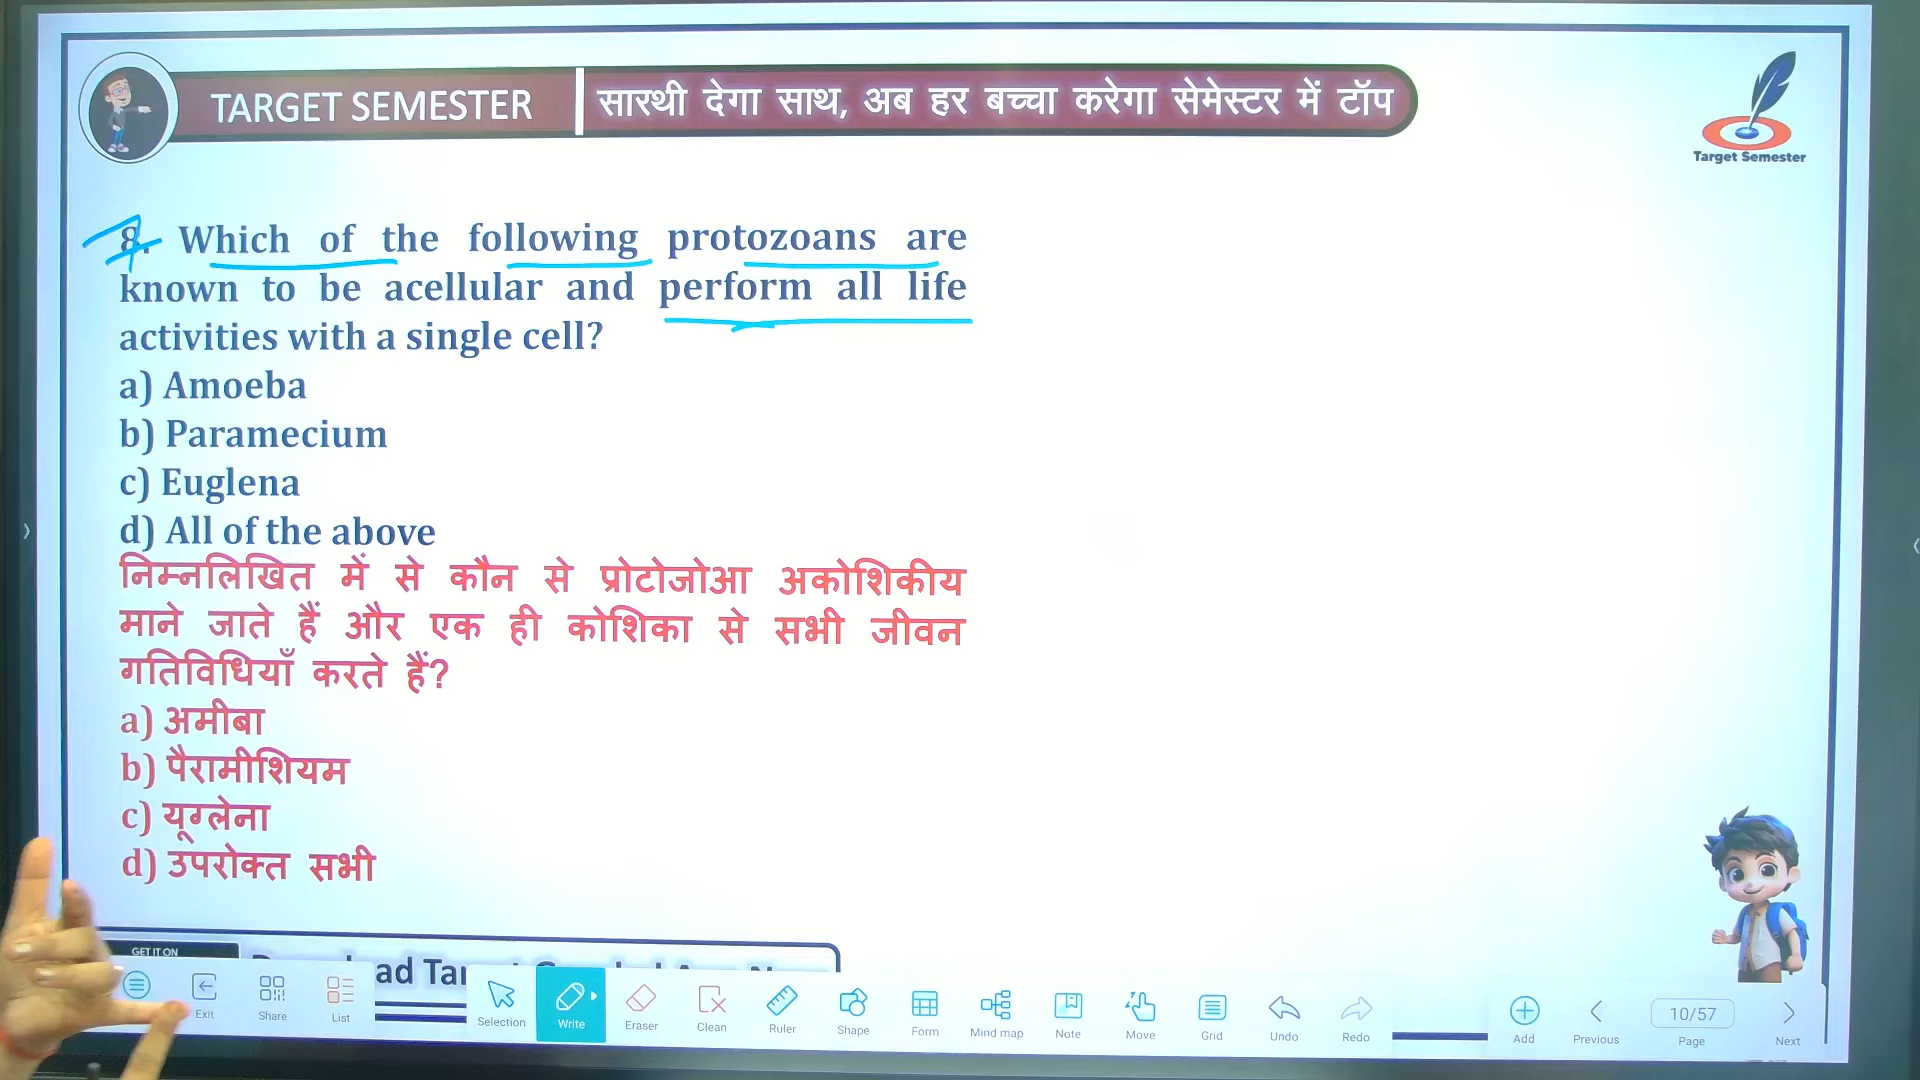 TARGET SEMESTER
सारथी देगा साथ, अब हर बच्चा करेगा सेमेस्टर में टॉप
Target Semester
8. Which of the following protozoans are
known to be acellular and perform all life
activities with a single cell?
a) Amoeba
b) Paramecium
c) Euglena
d) All of the above
निम्नलिखित में से कौन से प्रोटोजोआ अकोशिकीय
माने जाते हैं और एक ही कोशिका से सभी जीवन
गतिविधियाँ करते हैं?
a) अमीबा
b) पैरामीशियम
c) यूग्लेना
d) उपरोक्त सभी
GET IT ON
Exit
Share
List
Selection
Write
Eraser
Clean
Ruler
Shape
Form
Mind map
Note
Move
Grid
Undo
Redo
Add
Previous
10/57
Page
Next